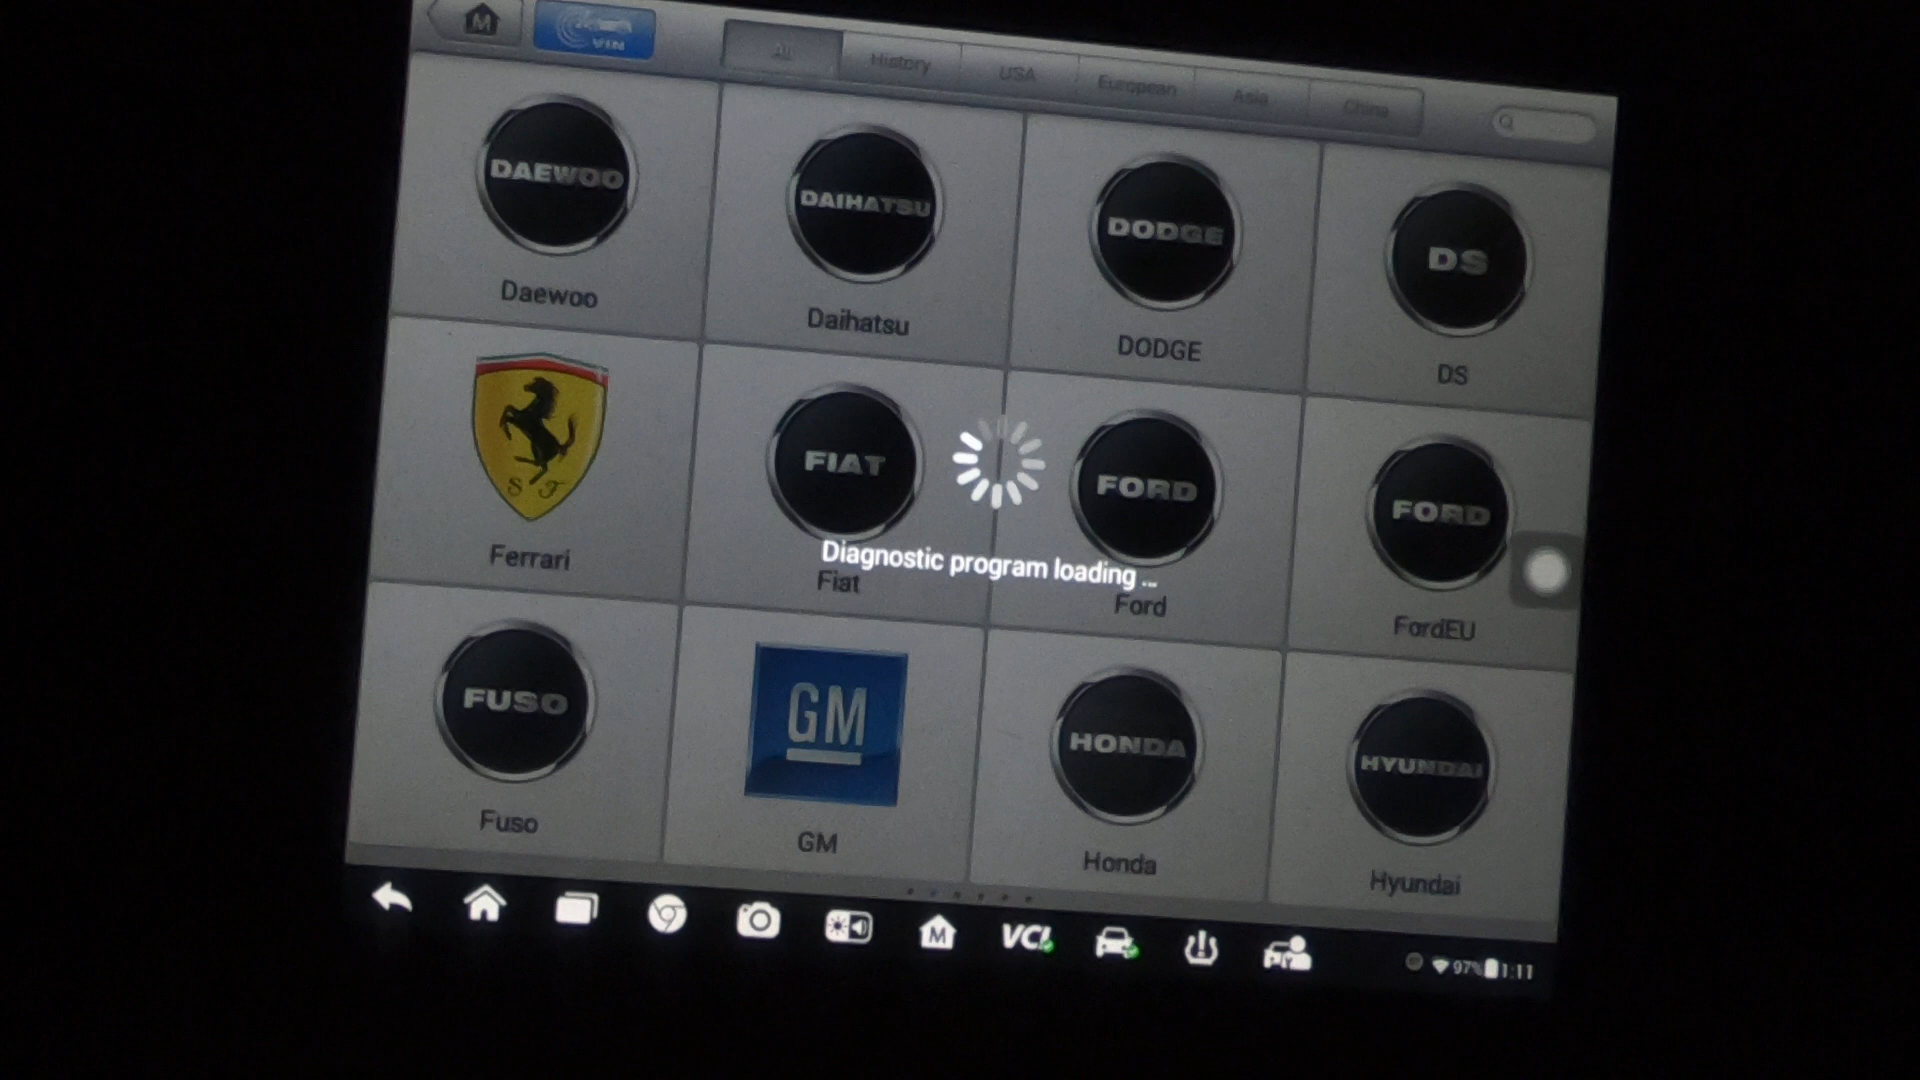 M
VIN
All History USA European Asia China
DAEWOO DAIHATSU DODGE DS
Daewoo Daihatsu DODGE DS
S F FIAT FORD FORD
Diagnostic program loading ...
Ferrari Fiat Ford FordEU
FUSO GM HONDA HYUNDAI
Fuso GM Honda Hyundai
M VCI 97% 1:11